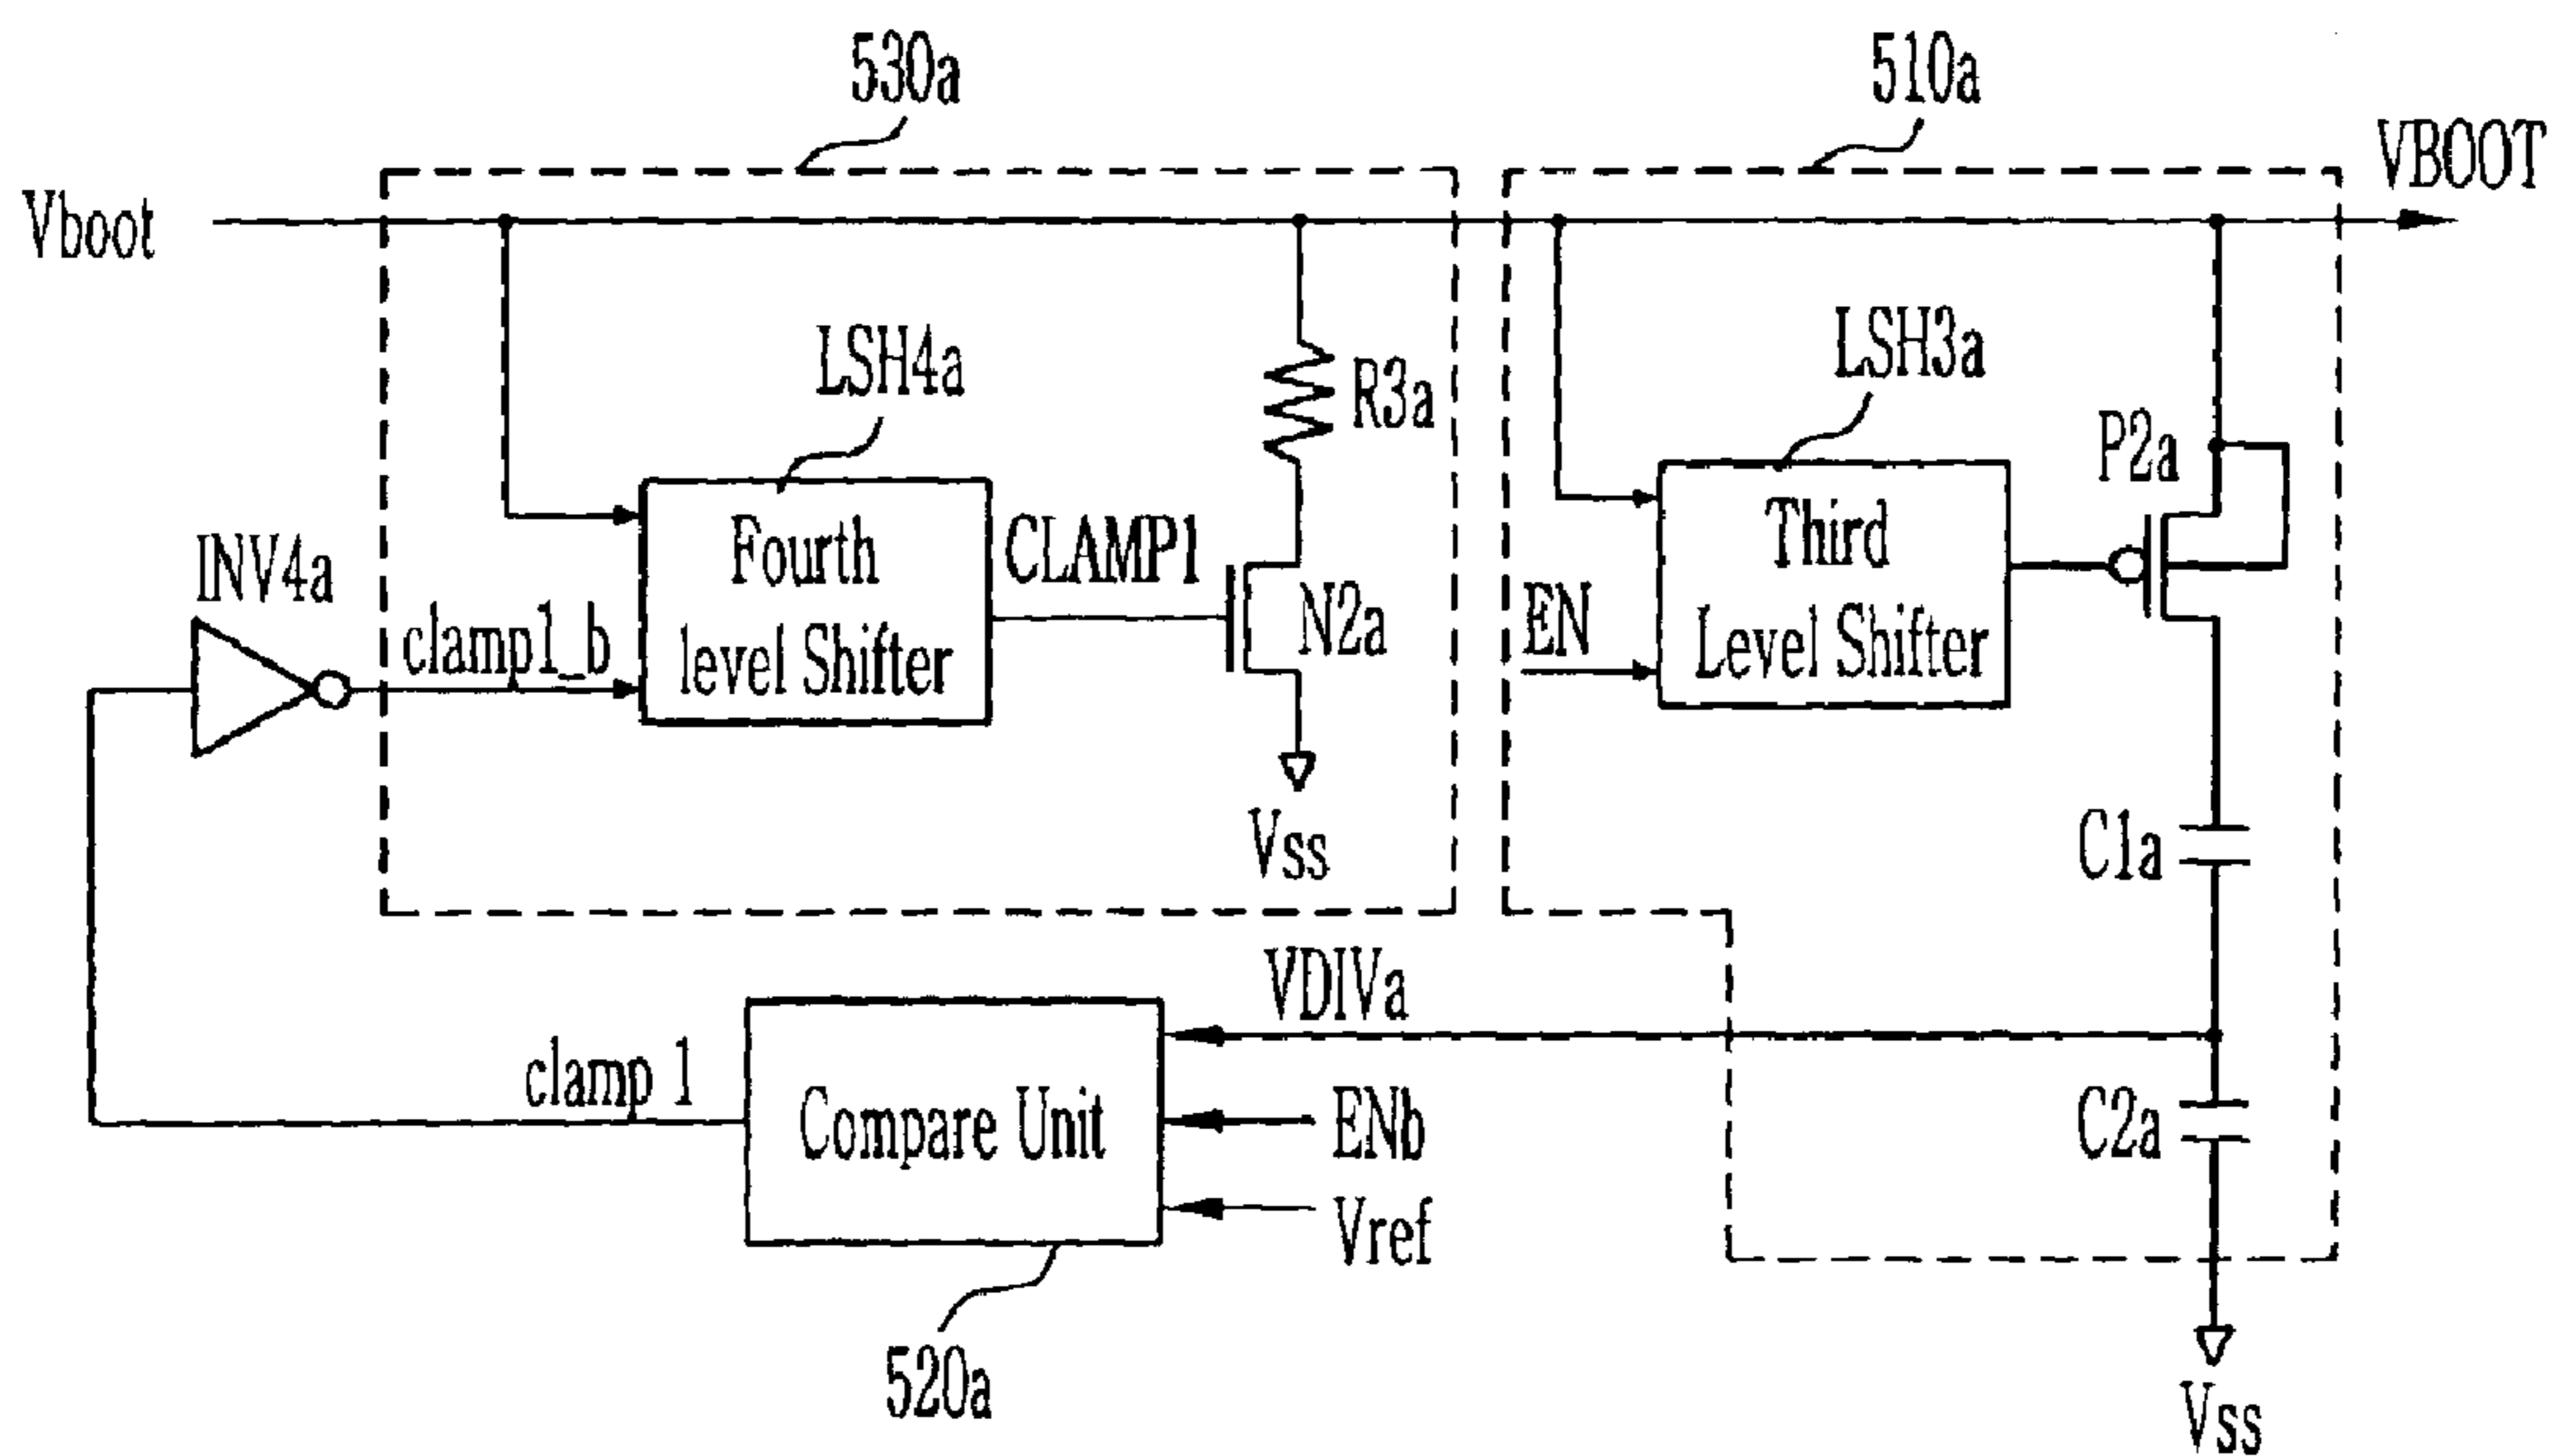 530a
510a
VBOOT
Vboot
LSH4a
R3a
LSH3a
P2a
INV4a
clamp1_b
Fourth
level Shifter
CLAMP1
N2a
EN
Third
Level Shifter
Vss
C1a
VDIVa
clamp 1
Compare Unit
ENb
Vref
C2a
520a
Vss